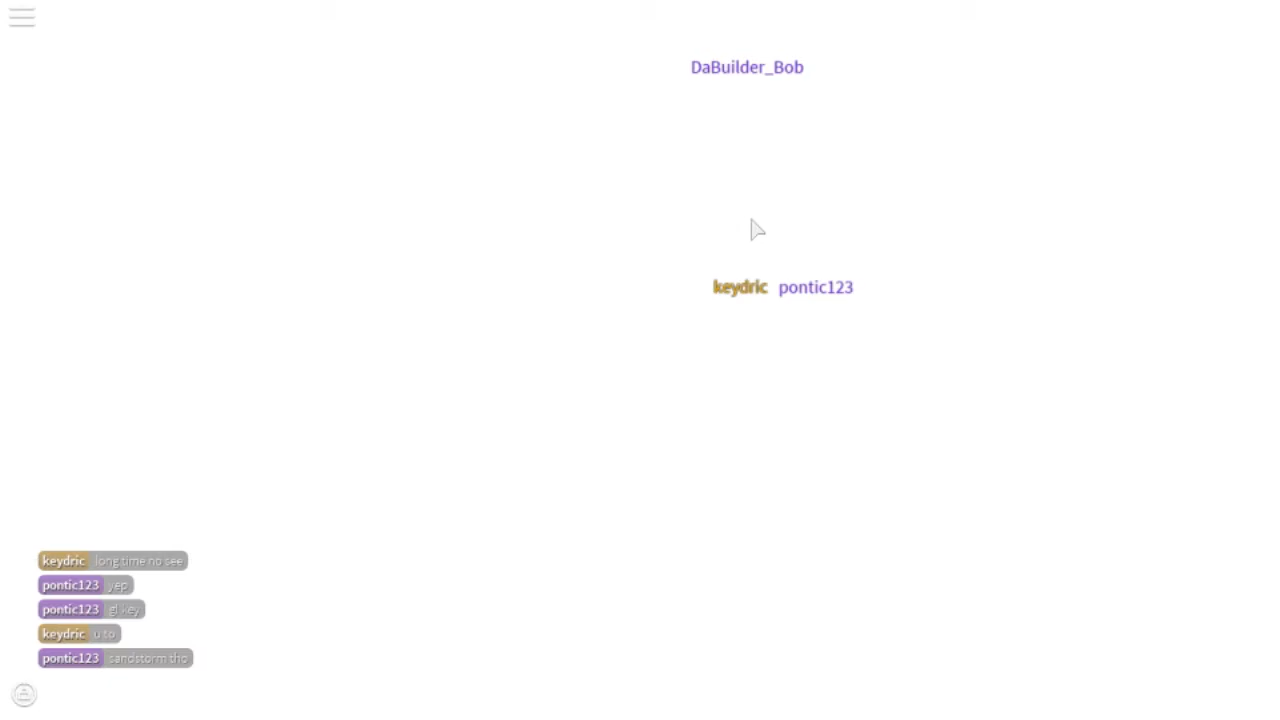 DaBuilder_Bob
keydric pontic123
keydric long time no see
pontic123 yep
pontic123 gl key
keydric u to
pontic123 sandstorm tho